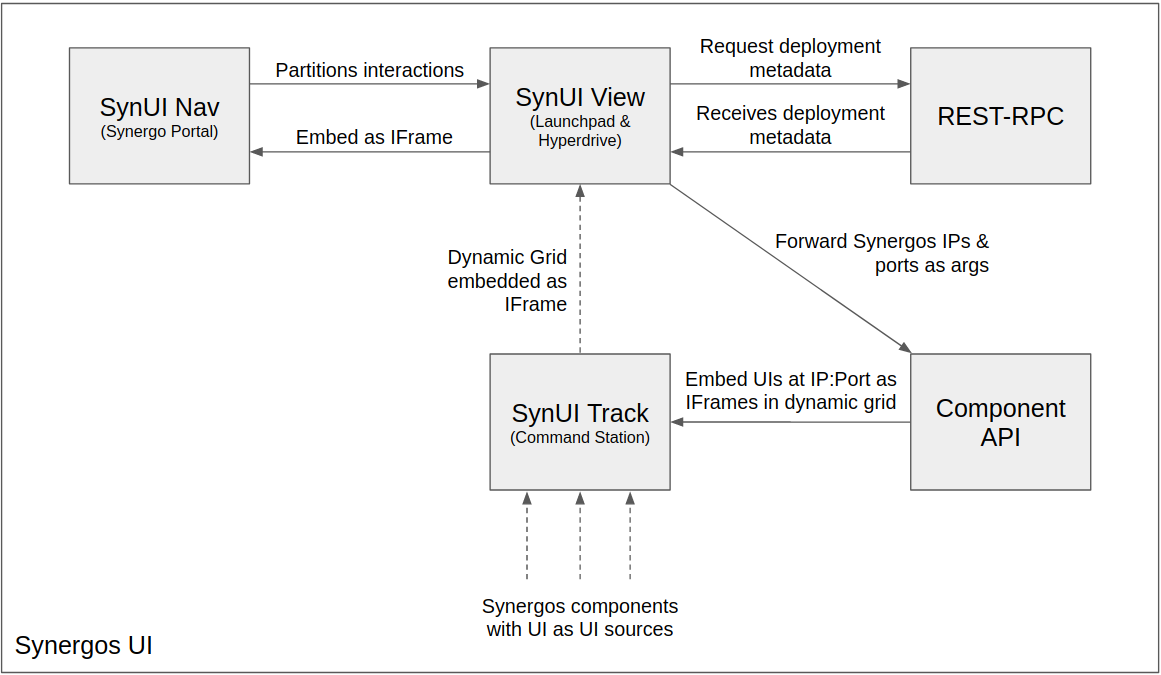 SynUI Nav
(Synergo Portal)
Partitions interactions
Embed as IFrame
SynUI View
(Launchpad &
Hyperdrive)
Request deployment
metadata
Receives deployment
metadata
REST-RPC
Forward Synergos IPs &
ports as args
Dynamic Grid
embedded as
IFrame
SynUI Track
(Command Station)
Embed UIs at IP:Port as
IFrames in dynamic grid
Component
API
Synergos components
with UI as UI sources
Synergos UI